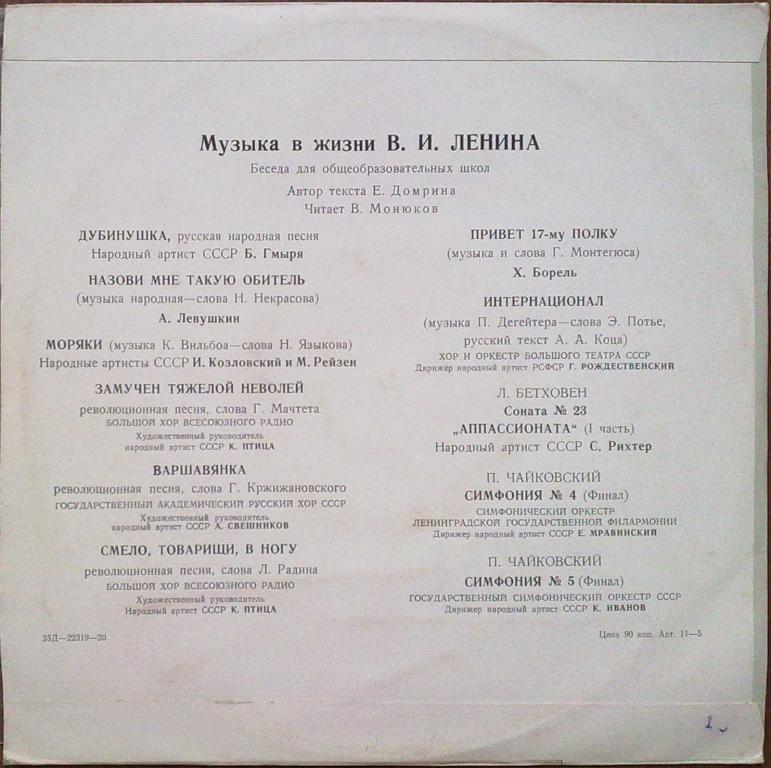 Музыка в жизни В. И. ЛЕНИНА
Беседа для общеобразовательных школ
Автор текста Е. Домрина
Читает В. Монюков
ДУБИНУШКА, русская народная песня
Народный артист СССР Б. Гмыря
НАЗОВИ МНЕ ТАКУЮ ОБИТЕЛЬ
(музыка народная—слова Н. Некрасова)
А. Левушкин
МОРЯКИ (музыка К. Вильбоа—слова Н. Языкова)
Народные артисты СССР И. Козловский и М. Рейзен
ЗАМУЧЕН ТЯЖЕЛОЙ НЕВОЛЕЙ
революционная песня, слова Г. Мачтета
БОЛЬШОЙ ХОР ВСЕСОЮЗНОГО РАДИО
Художественный руководитель
народный артист СССР К. ПТИЦА
ВАРШАВЯНКА
революционная песня, слова Г. Кржижановского
ГОСУДАРСТВЕННЫЙ АКАДЕМИЧЕСКИЙ РУССКИЙ ХОР СССР
Художественный руководитель
народный артист СССР А. СВЕШНИКОВ
СМЕЛО, ТОВАРИЩИ, В НОГУ
революционная песня, слова Л. Радина
БОЛЬШОЙ ХОР ВСЕСОЮЗНОГО РАДИО
Художественный руководитель
Народный артист СССР К. ПТИЦА
33Д—22319—20
ПРИВЕТ 17-му ПОЛКУ
(музыка и слова Г. Монтегюса)
Х. Борель
ИНТЕРНАЦИОНАЛ
(музыка П. Дегейтера—слова Э. Потье,
русский текст А. А. Коца)
ХОР И ОРКЕСТР БОЛЬШОГО ТЕАТРА СССР
Дирижер народный артист РСФСР Г. РОЖДЕСТВЕНСКИЙ
Л. БЕТХОВЕН
Соната № 23
„АППАССИОНАТА“ (I часть)
Народный артист СССР С. Рихтер
П. ЧАЙКОВСКИЙ
СИМФОНИЯ № 4 (Финал)
СИМФОНИЧЕСКИЙ ОРКЕСТР
ЛЕНИНГРАДСКОЙ ГОСУДАРСТВЕННОЙ ФИЛАРМОНИИ
Дирижер народный артист СССР Е. МРАВИНСКИЙ
П. ЧАЙКОВСКИЙ
СИМФОНИЯ № 5 (Финал)
ГОСУДАРСТВЕННЫЙ СИМФОНИЧЕСКИЙ ОРКЕСТР СССР
Дирижер народный артист СССР К. ИВАНОВ
Цена 90 коп. Арт. 11—5